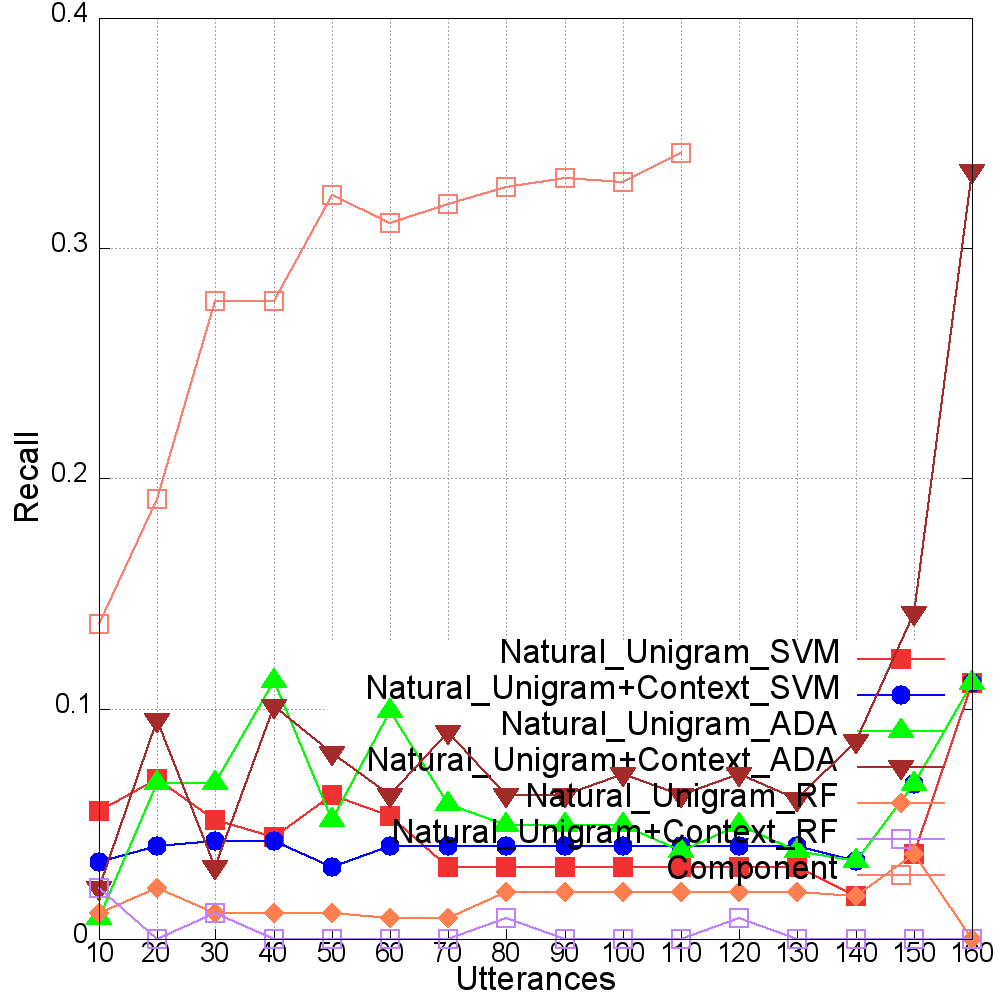 0.4
0.3
0.2
0.1
0
Recall
Natural_Unigram_SVM
Natural_Unigram+Context_SVM
Natural_Unigram_ADA
Natural_Unigram+Context_ADA
Natural_Unigram_RF
Natural_Unigram+Context_RF
Component
10 20 30 40 50 60 70 80 90 100 110 120 130 140 150 160
Utterances